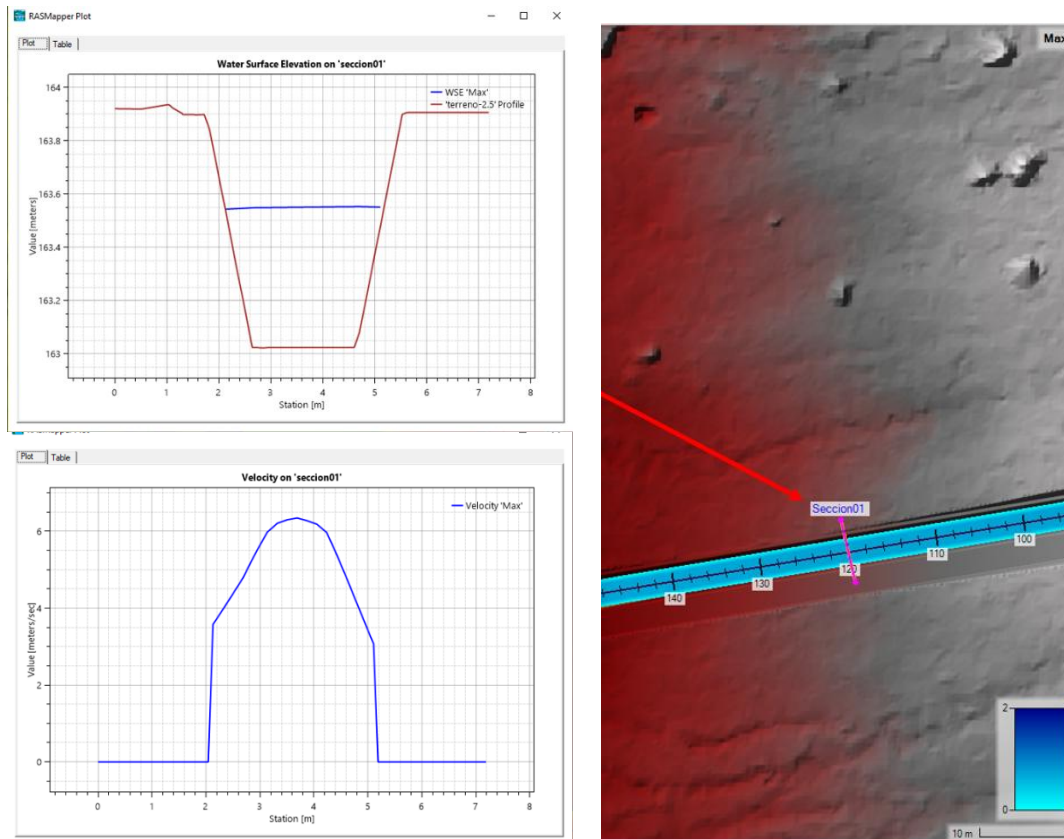 RASMapper Plot
Plot Table
Water Surface Elevation on 'seccion01'
WSE 'Max'
'terreno-2.5' Profile
Value [meters]
164
163.8
163.6
163.4
163.2
163
0 1 2 3 4 5 6 7 8
Station [m]
RASMapper Plot
Plot Table
Velocity on 'seccion01'
Velocity 'Max'
Value [meters/sec]
6
4
2
0
0 1 2 3 4 5 6 7 8
Station [m]
Max
Seccion01
140 130 120 110 100
2
0
10 m